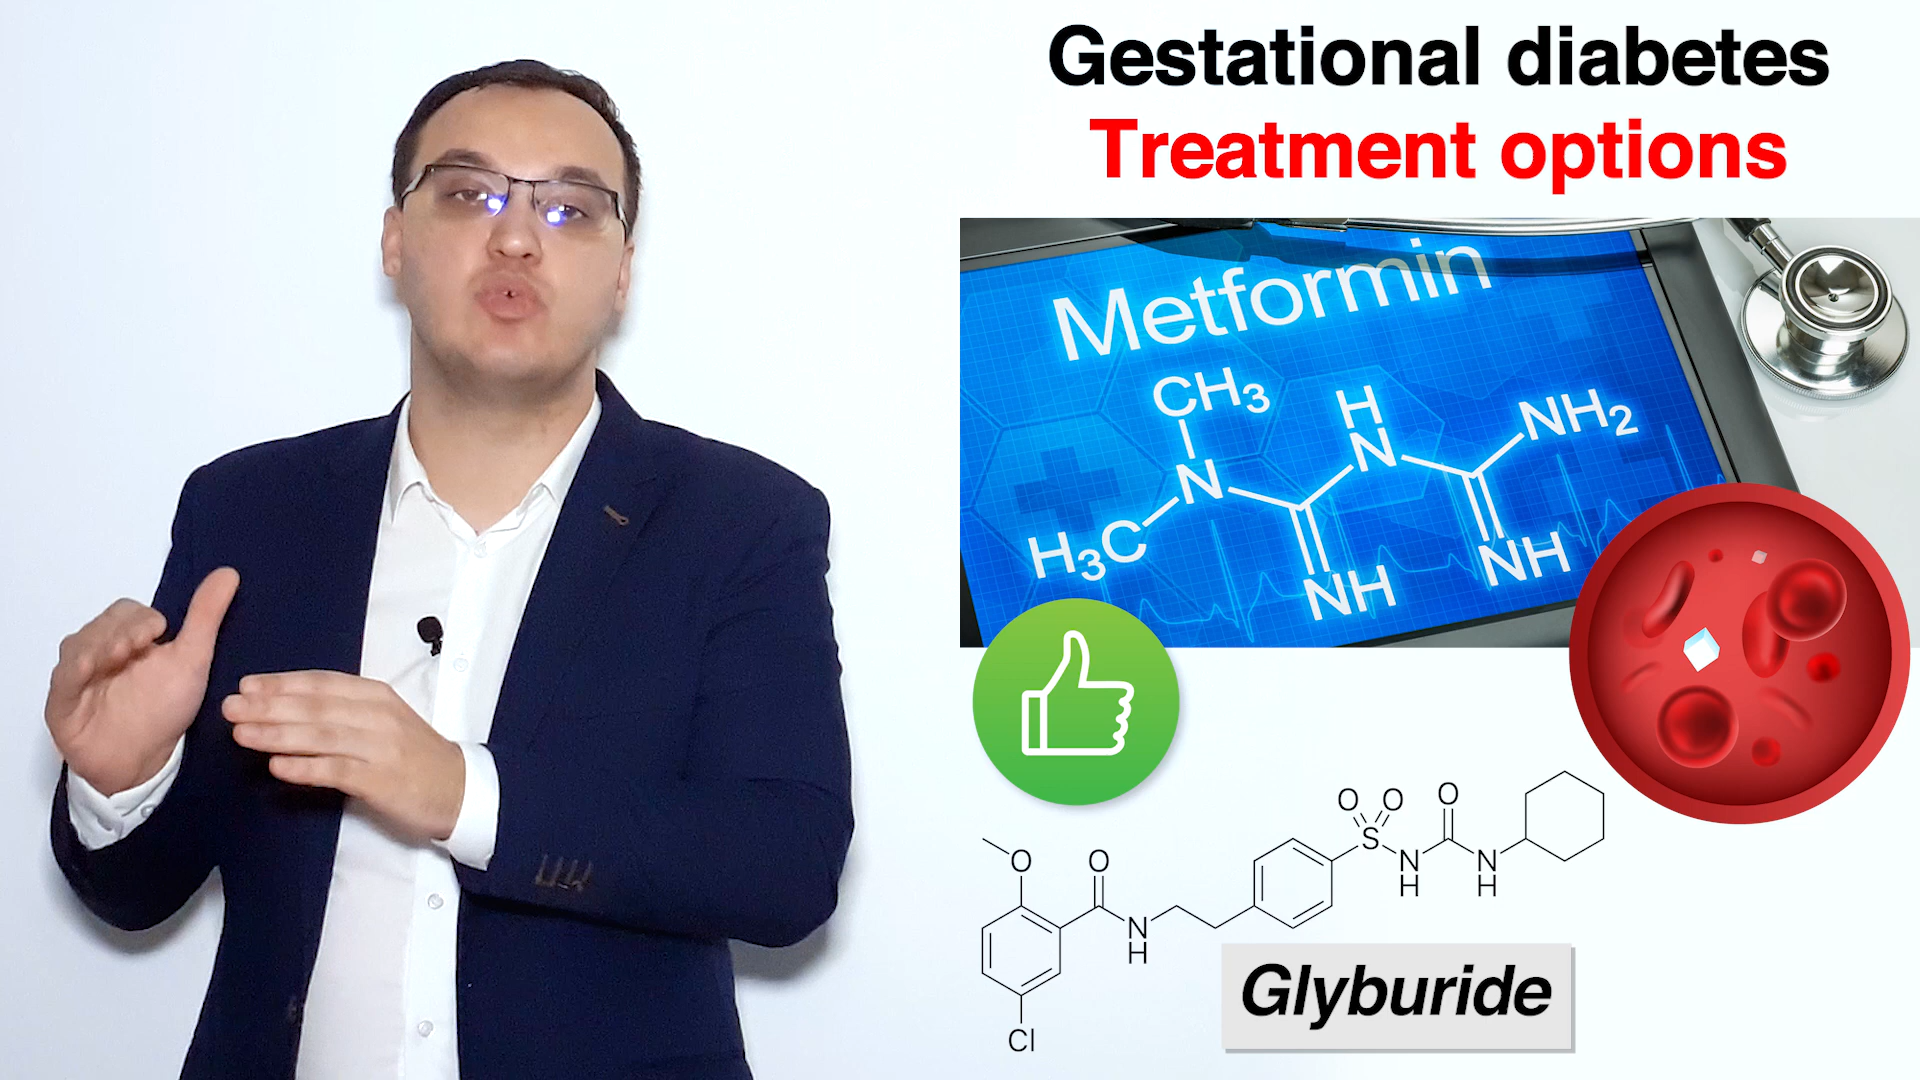 Gestational diabetes
Treatment options
Metformin
CH3
H
N
NH2
N
H3C
NH
NH
O O
S
O
N
H
N
H
O
O
N
H
Cl
Glyburide